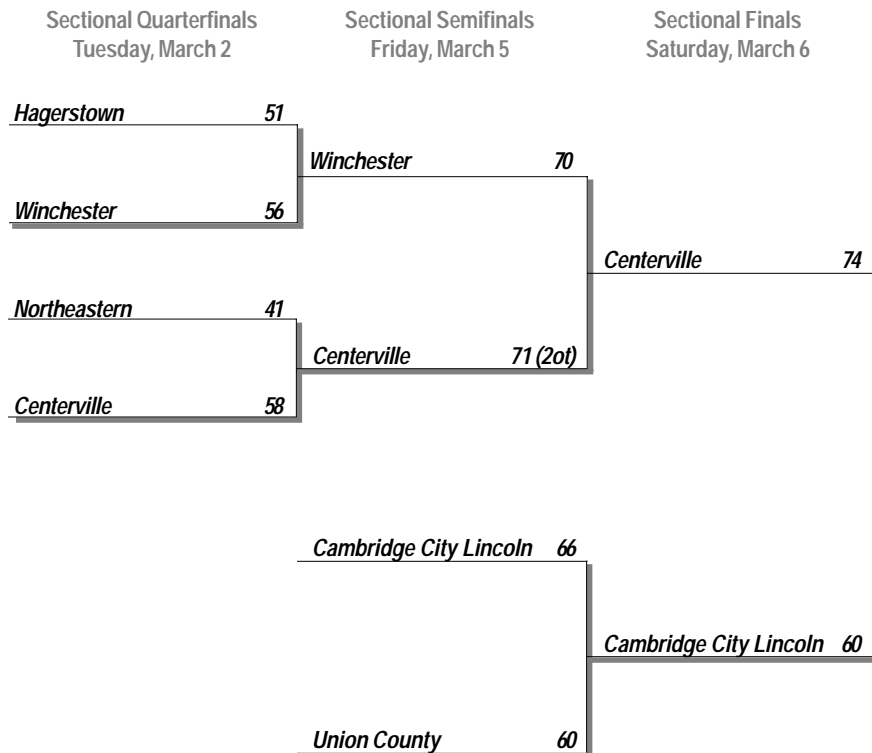 Sectional Quarterfinals
Tuesday, March 2
Sectional Semifinals
Friday, March 5
Sectional Finals
Saturday, March 6
Hagerstown 51
Winchester 70
Winchester 56
Centerville 74
Northeastern 41
Centerville 71 (2ot)
Centerville 58
Cambridge City Lincoln 66
Cambridge City Lincoln 60
Union County 60